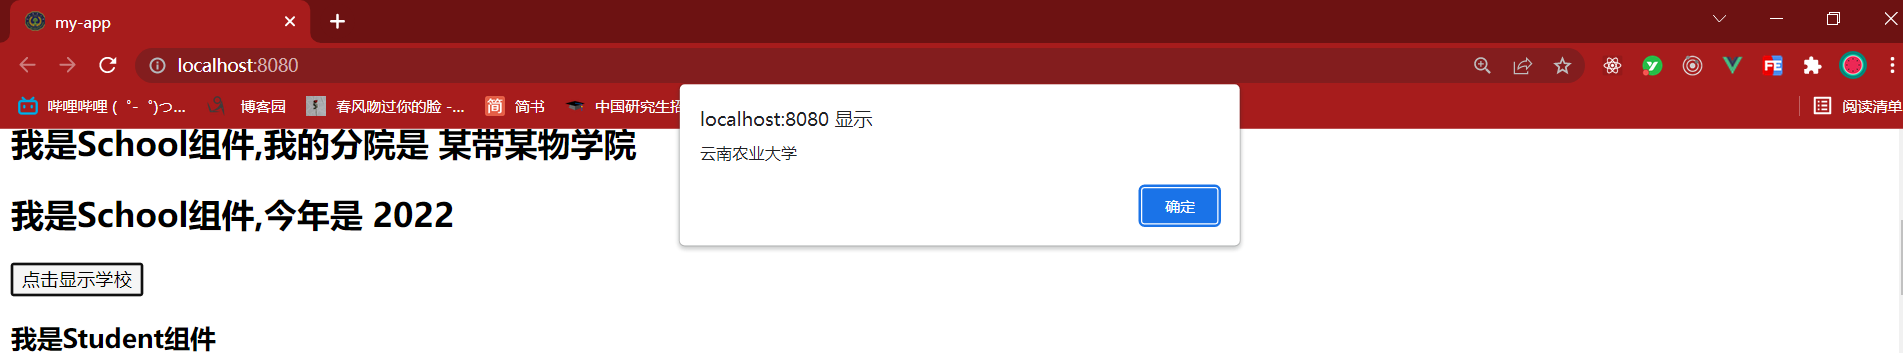 my-app
localhost:8080
哔哩哔哩 (゜-゜)つ...
博客园
春风吻过你的脸 -...
简 简书
中国研究生招
阅读清单
localhost:8080 显示
云南农业大学
确定
我是School组件,我的分院是 某带某物学院
我是School组件,今年是 2022
点击显示学校
我是Student组件